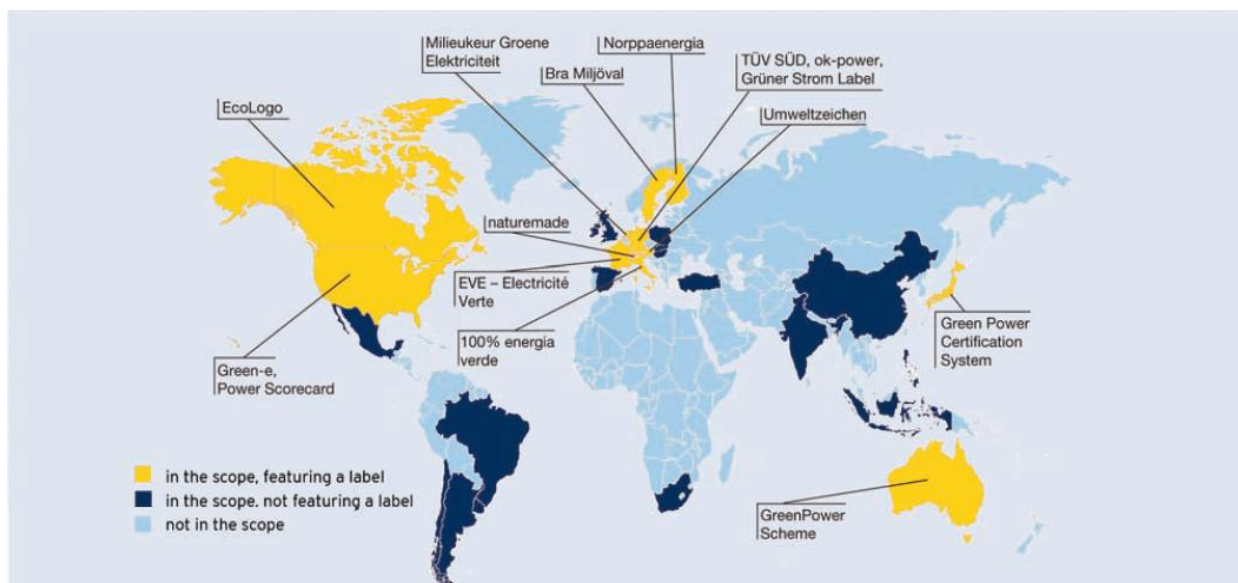 Milieukeur Groene
Elektriciteit
Norppaenergia
Bra Miljöval
TÜV SÜD, ok-power,
Grüner Strom Label
EcoLogo
Umweltzeichen
naturemade
EVE – Electricité
Verte
100% energia
verde
Green Power
Certification
System
Green-e,
Power Scorecard
GreenPower
Scheme
in the scope, featuring a label
in the scope. not featuring a label
not in the scope